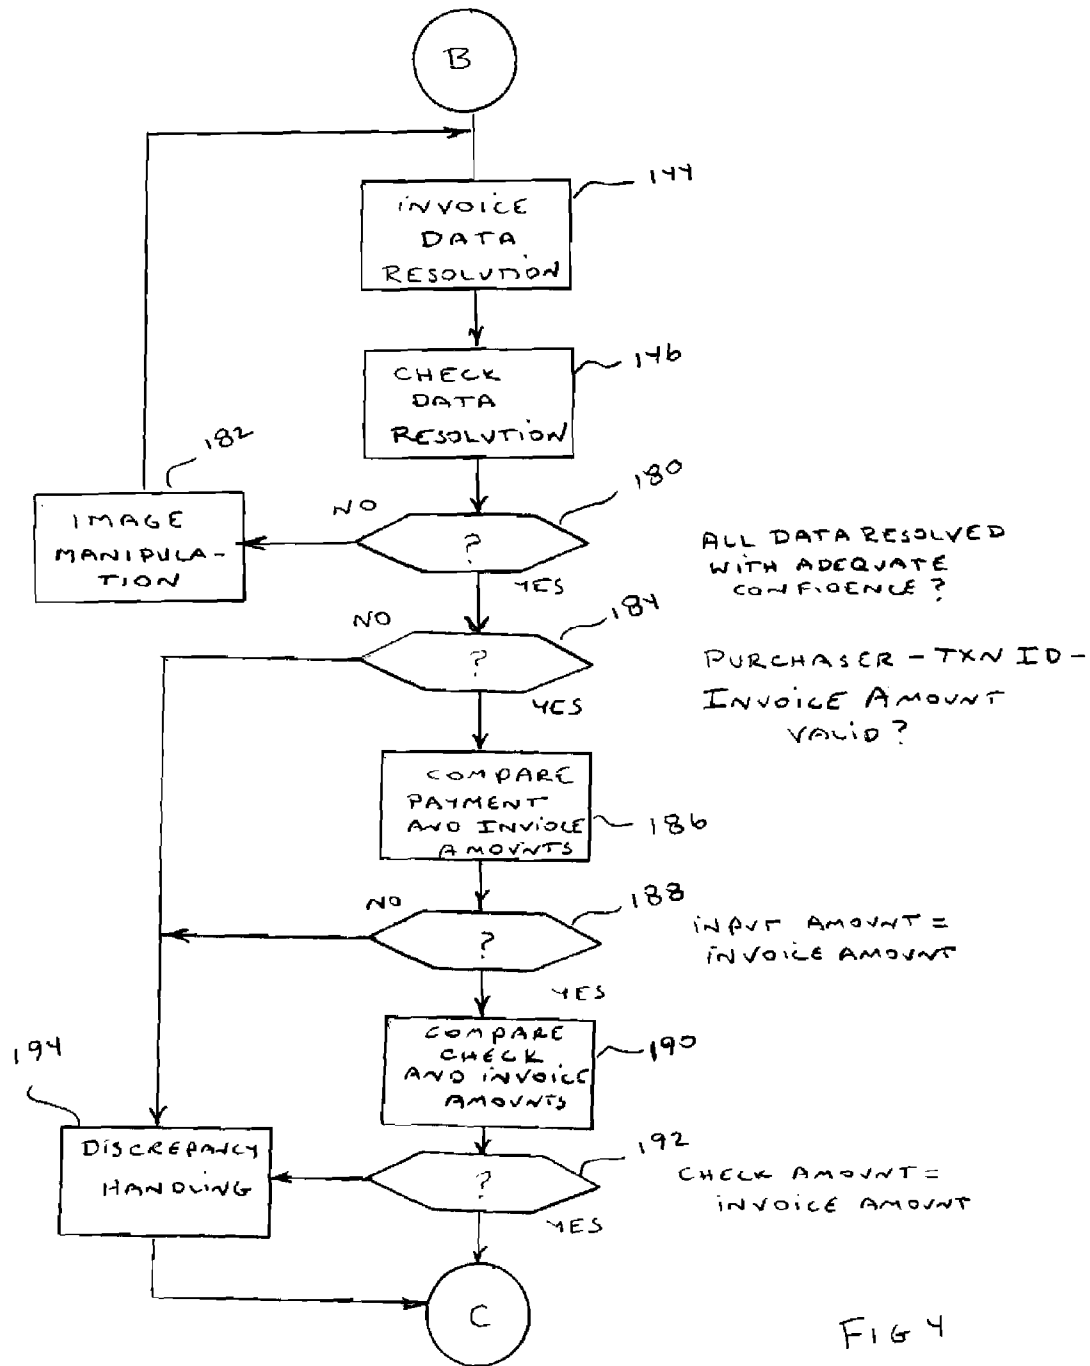 B
144
INVOICE
DATA
RESOLUTION
146
CHECK
DATA
RESOLUTION
182
IMAGE
MANIPULA-
TION
180
NO
?
YES
ALL DATA RESOLVED
WITH ADEQUATE
CONFIDENCE?
184
NO
?
YES
PURCHASER - TXN ID -
INVOICE AMOUNT
VALID?
COMPARE
PAYMENT
AND INVIOLE
AMOUNTS
186
188
NO
?
YES
INPUT AMOUNT =
INVOICE AMOUNT
COMPARE
CHECK
AND INVOICE
AMOUNTS
190
194
DISCREPANCY
HANDLING
192
?
YES
CHECK AMOUNT =
INVOICE AMOUNT
C
FIG 4